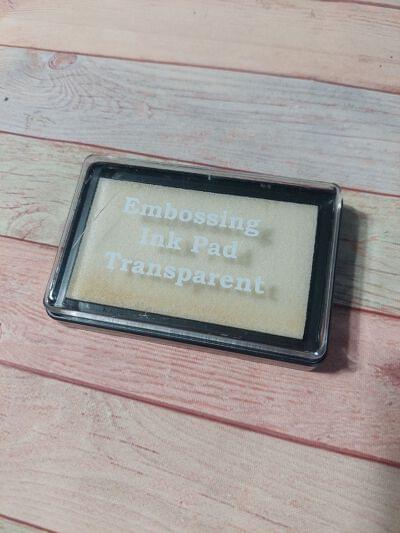 Embossing
Ink Pad
Transparent